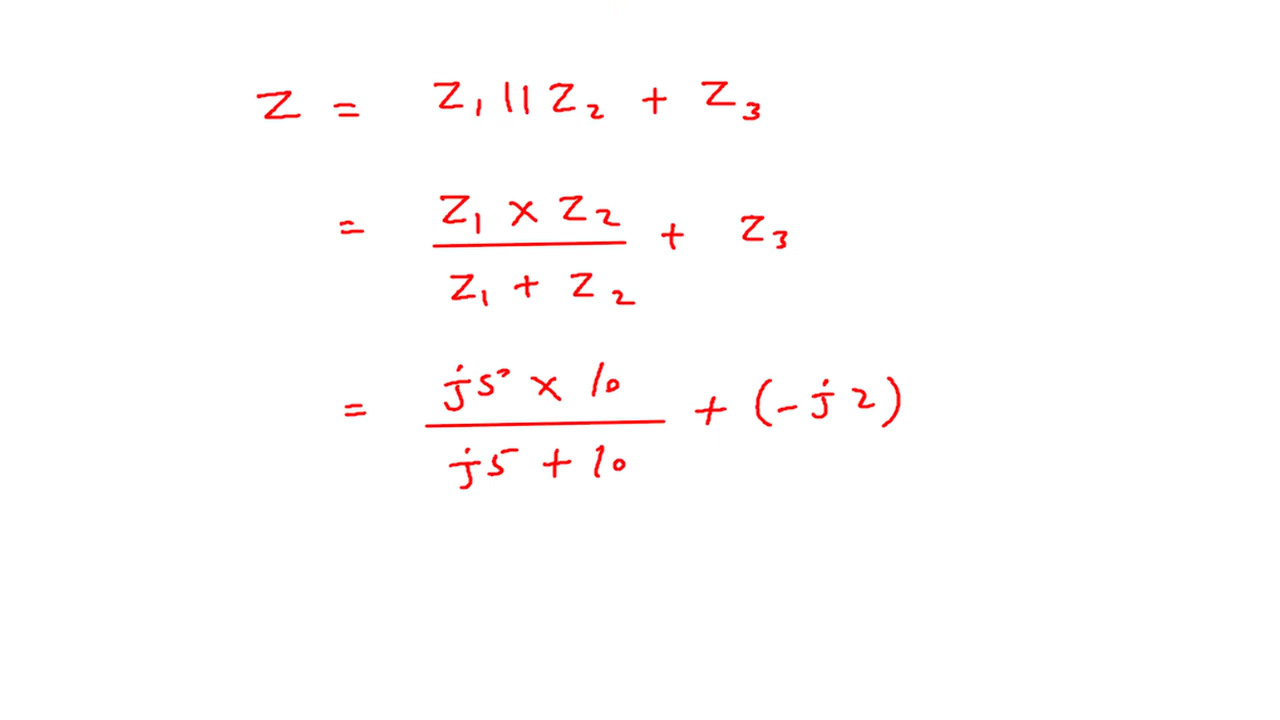 Z = Z₁ || Z₂ + Z₃
= (Z₁ × Z₂) / (Z₁ + Z₂) + Z₃
= (j5 × 10) / (j5 + 10) + (-j2)